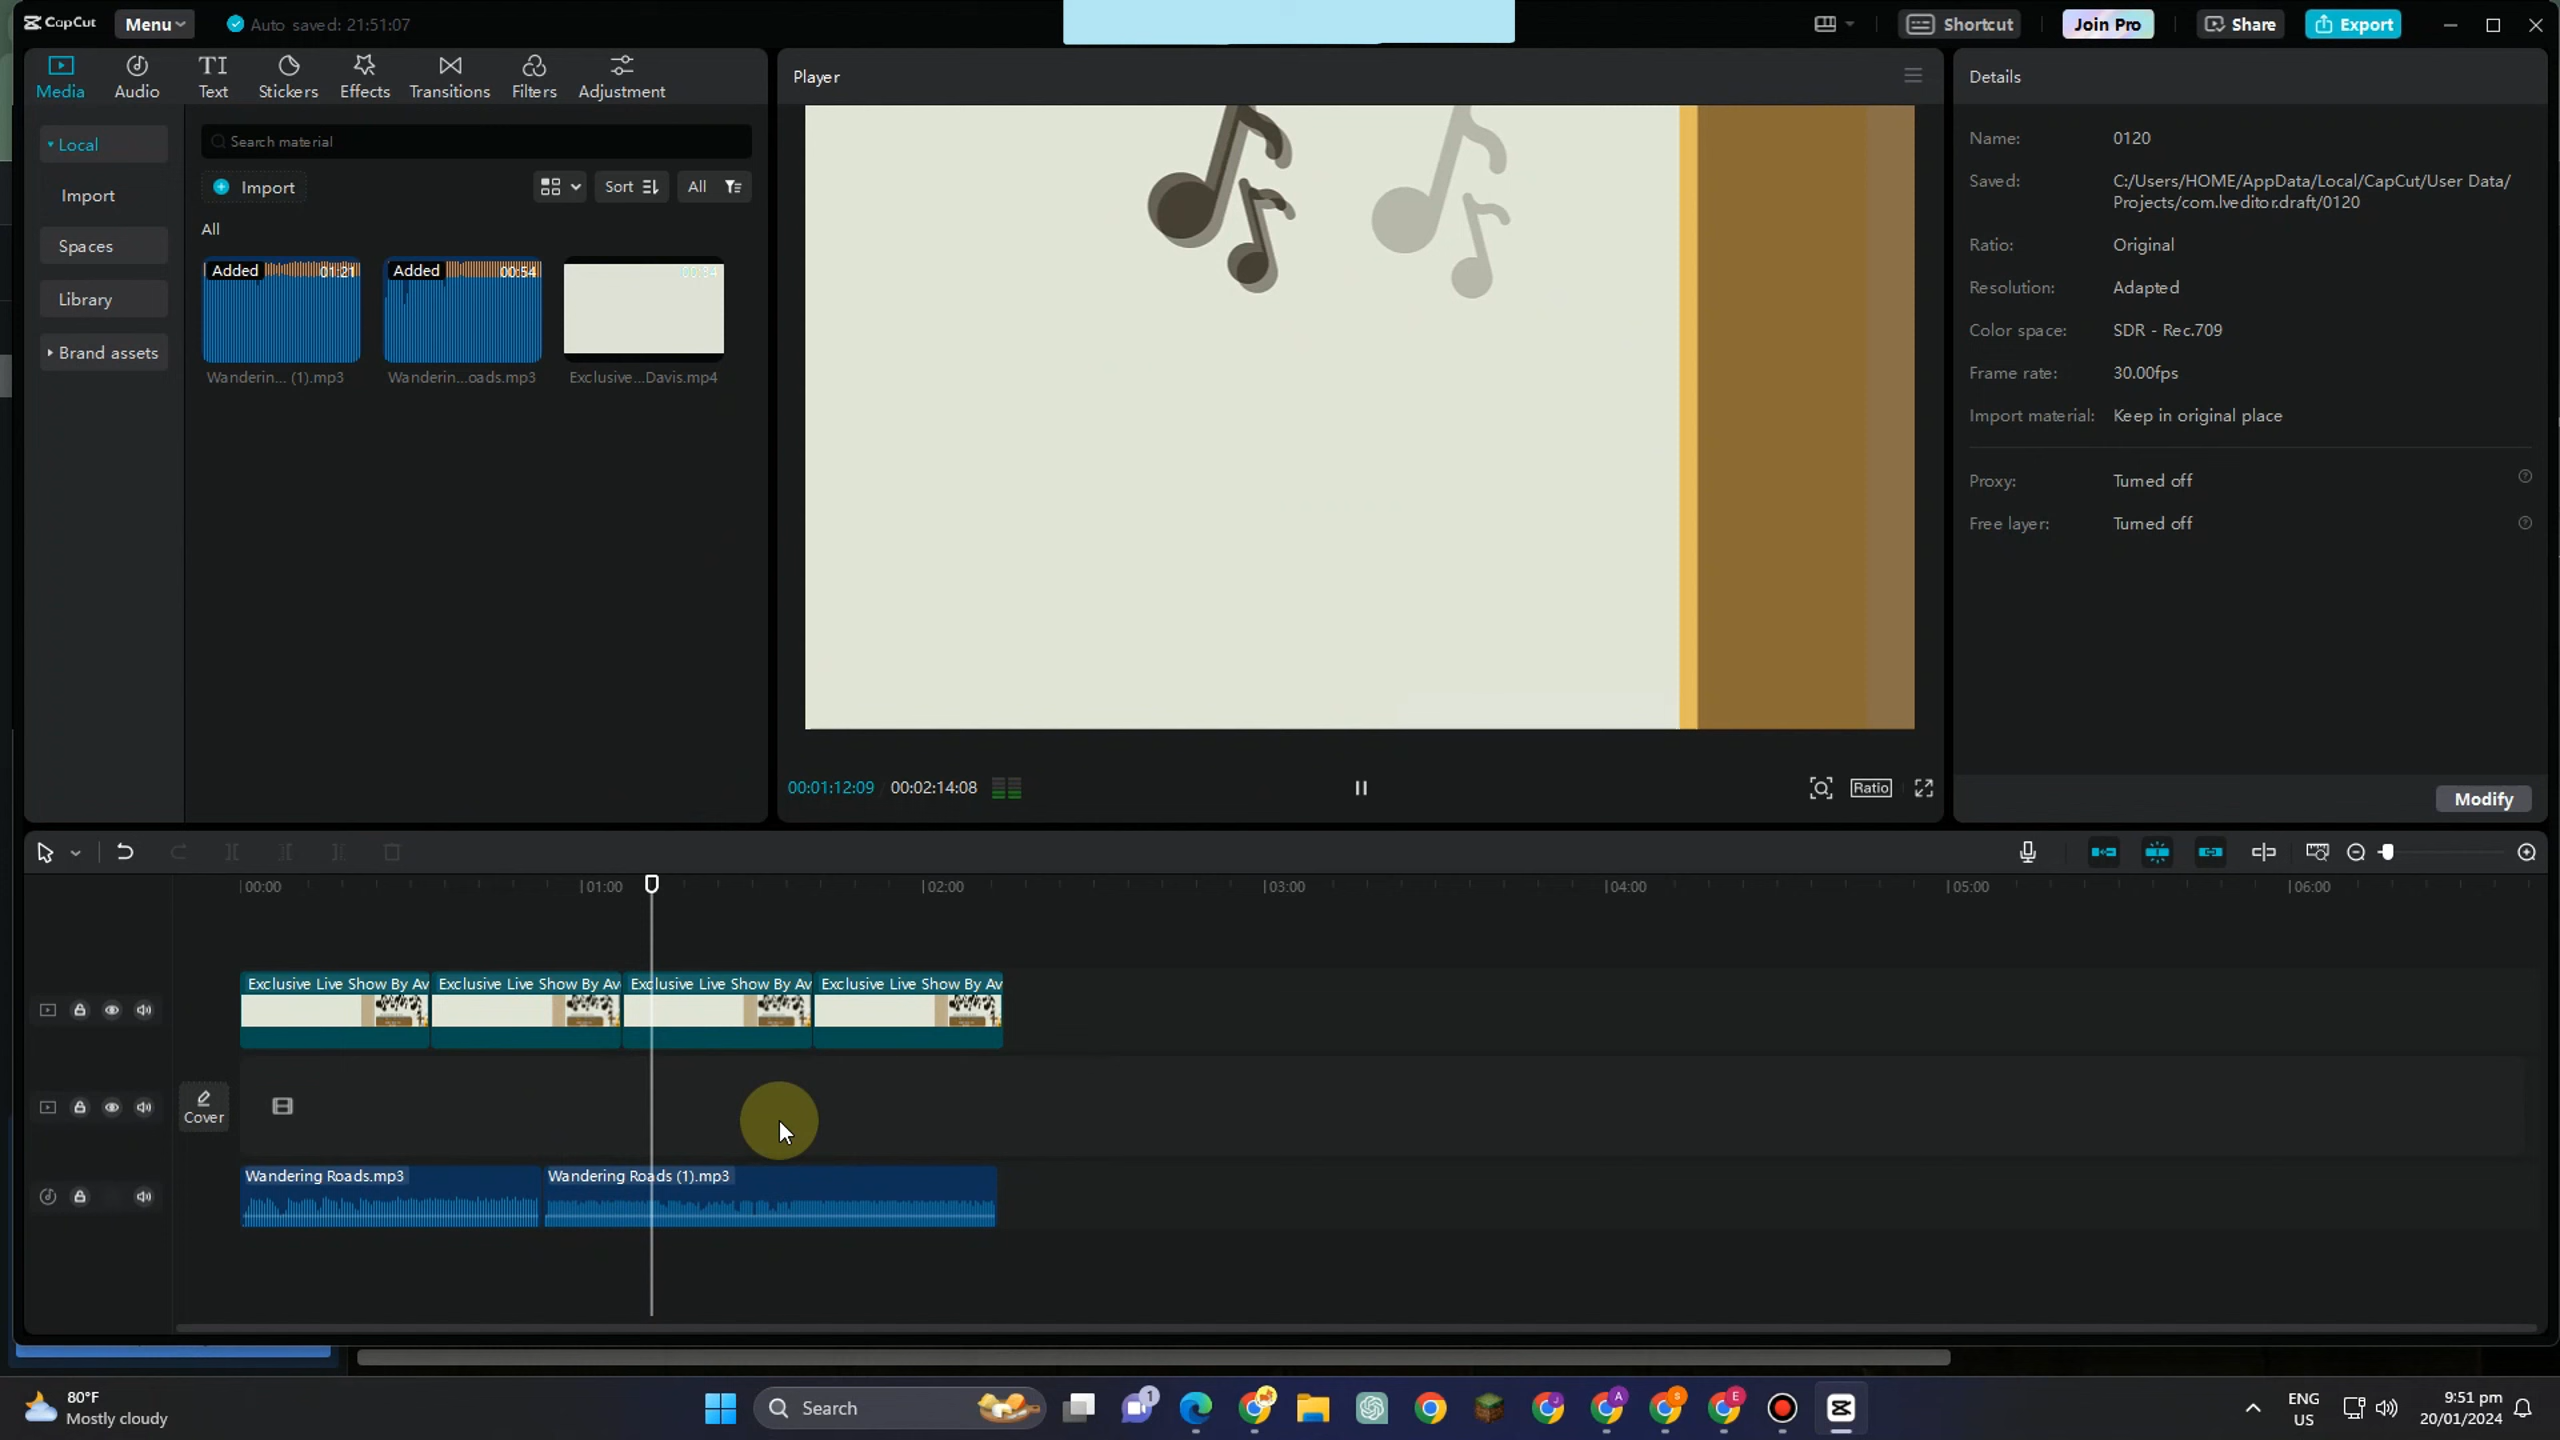 CapCut
Menu
Auto saved: 21:51:07
Shortcut
Join Pro
Share
Export
Media
Audio
TI
Text
Stickers
Effects
Transitions
Filters
Adjustment
Player
Details
Local
Import
Spaces
Library
Brand assets
Search material
Import
Sort
All
All
Added
01:21
Added
00:54
Wanderin... (1).mp3
Wanderin...oads.mp3
Exclusive...Davis.mp4
Name:
0120
Saved:
C:/Users/HOME/AppData/Local/CapCut/User Data/
Projects/com.lveditor.draft/0120
Ratio:
Original
Resolution:
Adapted
Color space:
SDR - Rec.709
Frame rate:
30.00fps
Import material:
Keep in original place
Proxy:
Turned off
Free layer:
Turned off
00:01:12:09
00:02:14:08
Ratio
Modify
00:00
01:00
02:00
03:00
04:00
05:00
06:00
Exclusive Live Show By Av
Exclusive Live Show By Av
Exclusive Live Show By Av
Exclusive Live Show By Av
Cover
Wandering Roads.mp3
Wandering Roads (1).mp3
80°F
Mostly cloudy
Search
1
A
S
E
ENG
US
9:51 pm
20/01/2024